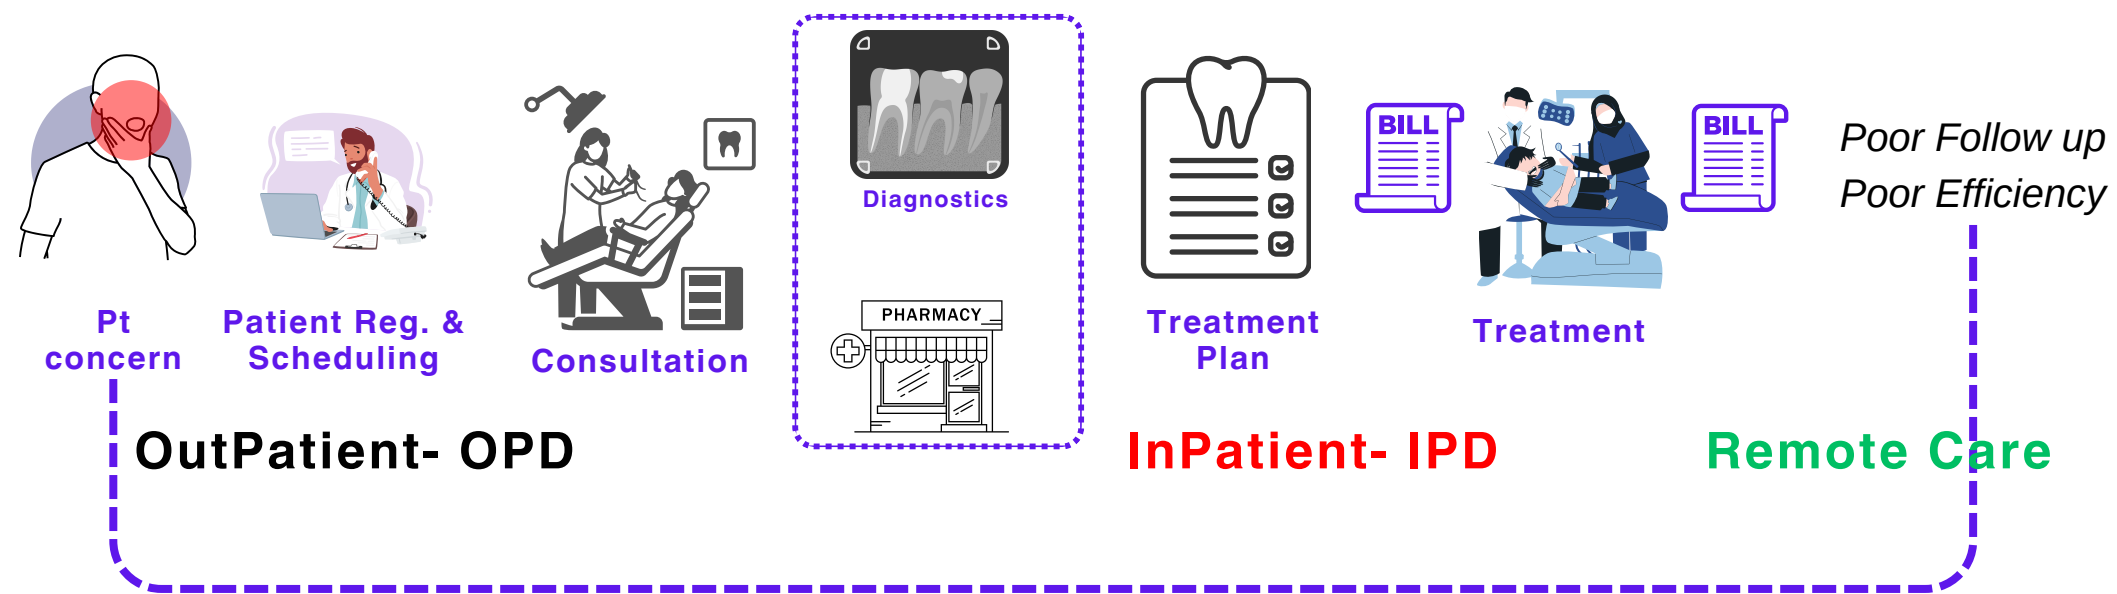 Pt
concern
Patient Reg. &
Scheduling
Consultation
Diagnostics
PHARMACY
Treatment
Plan
BILL
Treatment
BILL
Poor Follow up
Poor Efficiency
OutPatient- OPD
InPatient- IPD
Remote Care